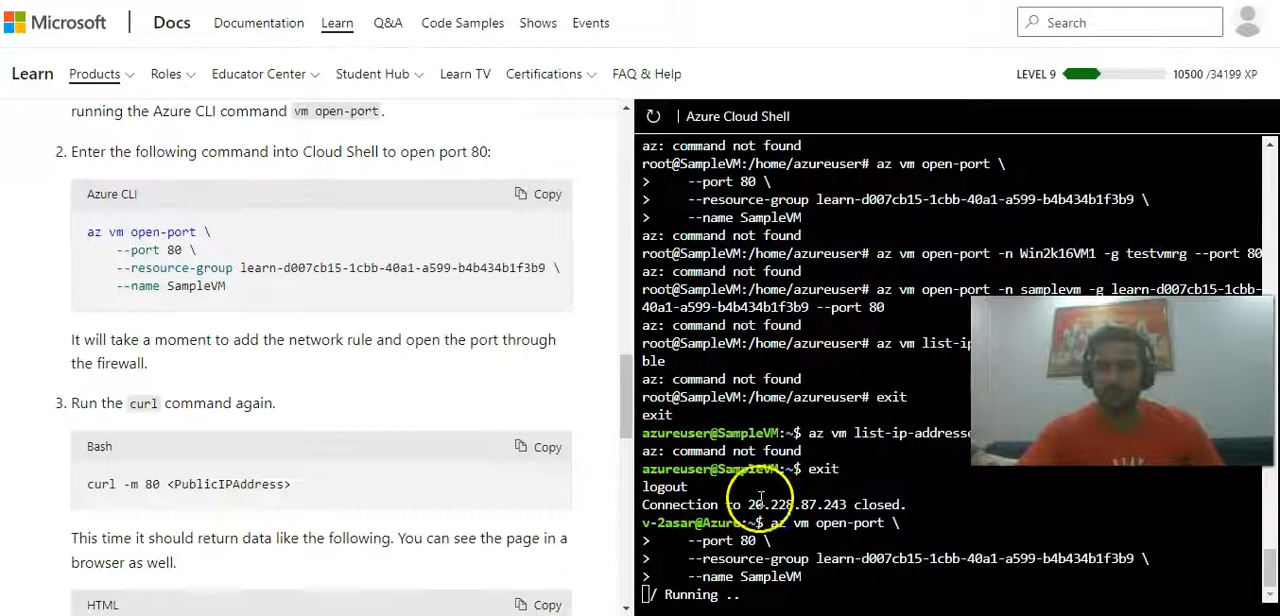 Microsoft | Docs Documentation Learn Q&A Code Samples Shows Events Search
Learn Products Roles Educator Center Student Hub Learn TV Certifications FAQ & Help LEVEL 9 10500 /34199 XP
running the Azure CLI command vm open-port.
2. Enter the following command into Cloud Shell to open port 80:
Azure CLI Copy
az vm open-port \
--port 80 \
--resource-group learn-d007cb15-1cbb-40a1-a599-b4b434b1f3b9 \
--name SampleVM
It will take a moment to add the network rule and open the port through
the firewall.
3. Run the curl command again.
Bash Copy
curl -m 80 <PublicIPAddress>
This time it should return data like the following. You can see the page in a
browser as well.
HTML Copy
| Azure Cloud Shell
az: command not found
root@SampleVM:/home/azureuser# az vm open-port \
> --port 80 \
> --resource-group learn-d007cb15-1cbb-40a1-a599-b4b434b1f3b9 \
> --name SampleVM
az: command not found
root@SampleVM:/home/azureuser# az vm open-port -n Win2k16VM1 -g testvmrg --port 80
az: command not found
root@SampleVM:/home/azureuser# az vm open-port -n samplevm -g learn-d007cb15-1cbb-
40a1-a599-b4b434b1f3b9 --port 80
az: command not found
root@SampleVM:/home/azureuser# az vm list-ip
ble
az: command not found
root@SampleVM:/home/azureuser# exit
exit
azureuser@SampleVM:~$ az vm list-ip-addresse
az: command not found
azureuser@SampleVM:~$ exit
logout
Connection to 20.228.87.243 closed.
v-2asar@Azure:~$ az vm open-port \
> --port 80 \
> --resource-group learn-d007cb15-1cbb-40a1-a599-b4b434b1f3b9 \
> --name SampleVM
/ Running ..